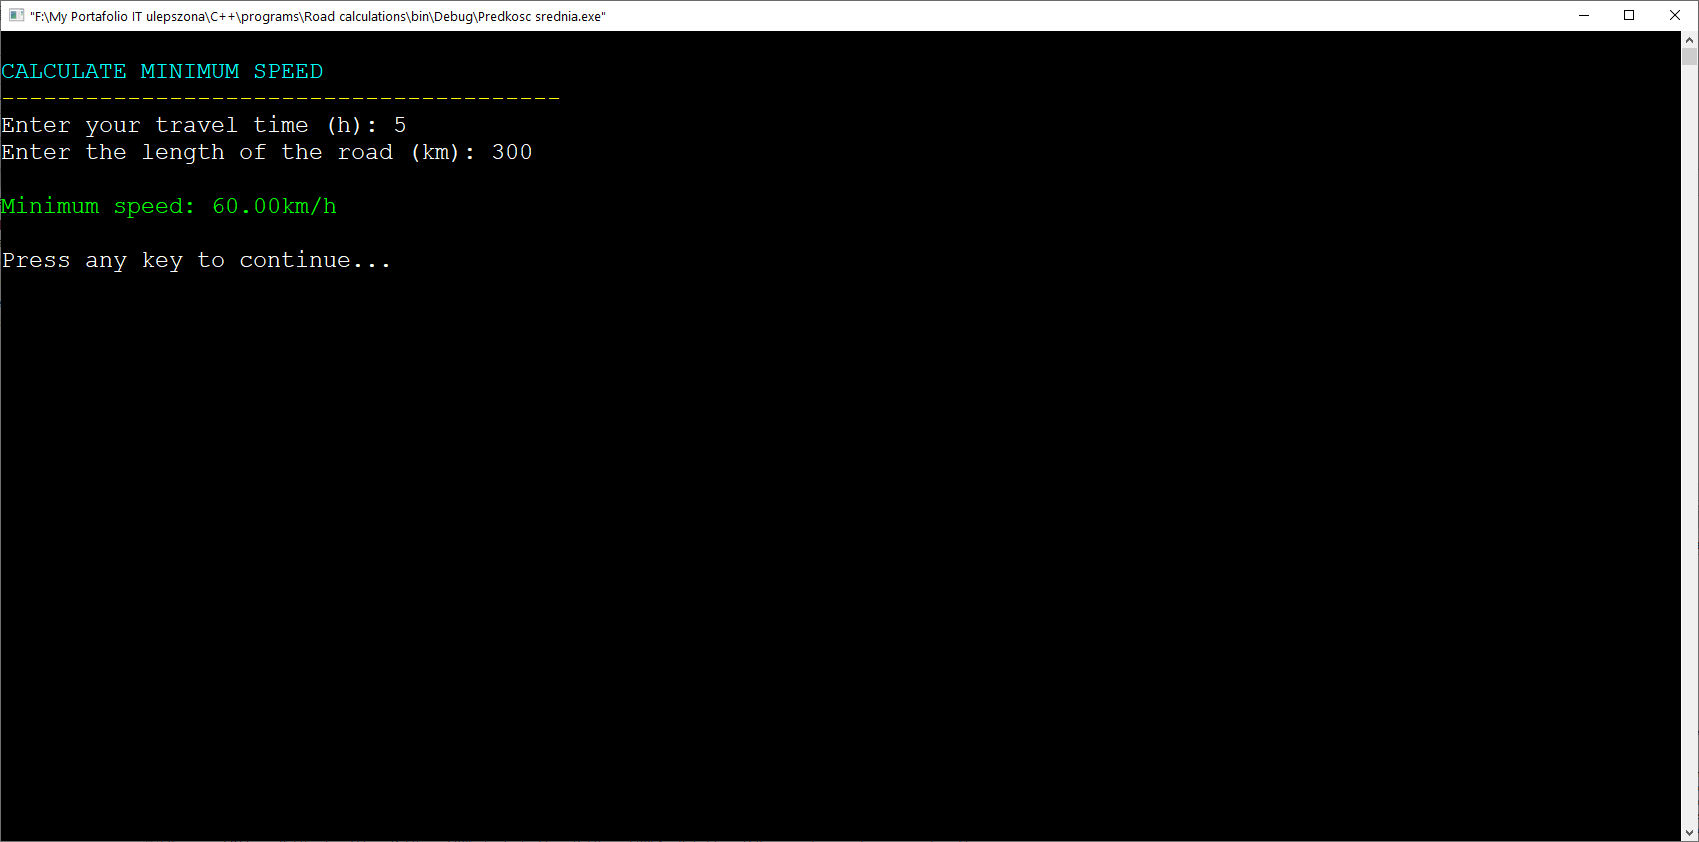 "F:\My Portafolio IT ulepszona\C++\programs\Road calculations\bin\Debug\Predkosc srednia.exe"
CALCULATE MINIMUM SPEED
----------------------------------------
Enter your travel time (h): 5
Enter the length of the road (km): 300
Minimum speed: 60.00km/h
Press any key to continue...